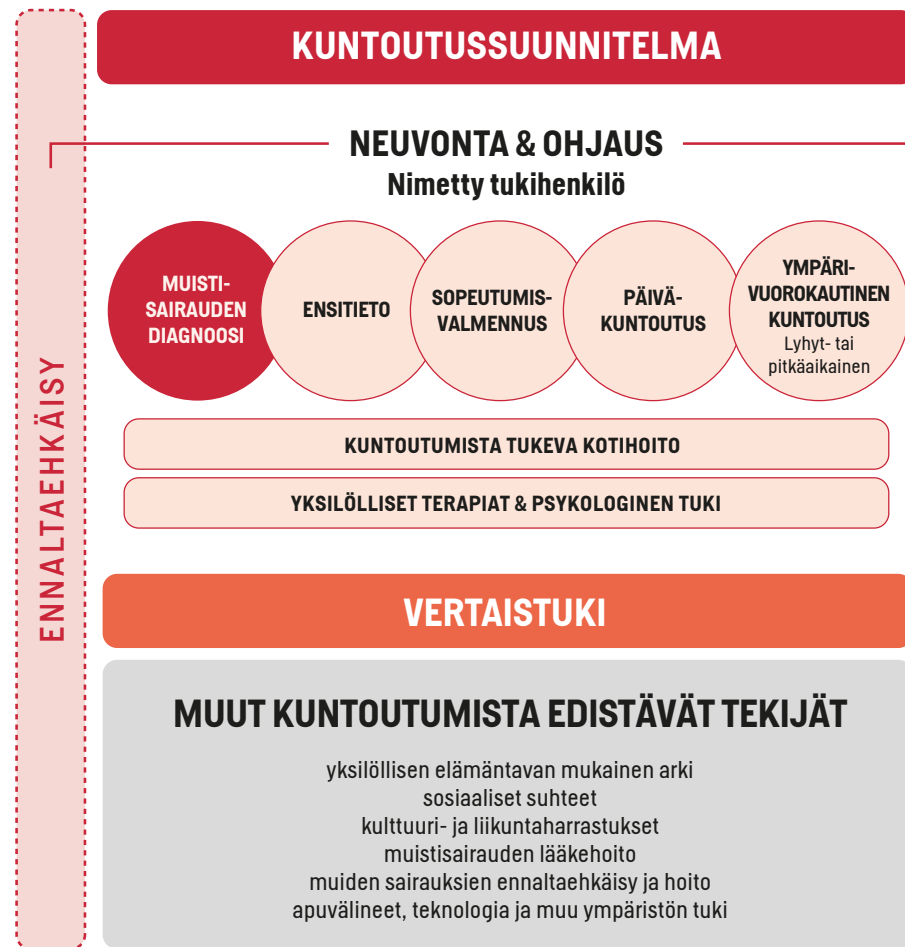 ENNALTAEHKÄISY
KUNTOUTUSSUUNNITELMA
NEUVONTA & OHJAUS
Nimetty tukihenkilö
MUISTI-
SAIRAUDEN
DIAGNOOSI
ENSITIETO
SOPEUTUMIS-
VALMENNUS
PÄIVÄ-
KUNTOUTUS
YMPÄRI-
VUOROKAUTINEN
KUNTOUTUS
Lyhyt- tai
pitkäaikainen
KUNTOUTUMISTA TUKEVA KOTIHOITO
YKSILÖLLISET TERAPIAT & PSYKOLOGINEN TUKI
VERTAISTUKI
MUUT KUNTOUTUMISTA EDISTÄVÄT TEKIJÄT
yksilöllisen elämäntavan mukainen arki
sosiaaliset suhteet
kulttuuri- ja liikuntaharrastukset
muistisairauden lääkehoito
muiden sairauksien ennaltaehkäisy ja hoito
apuvälineet, teknologia ja muu ympäristön tuki